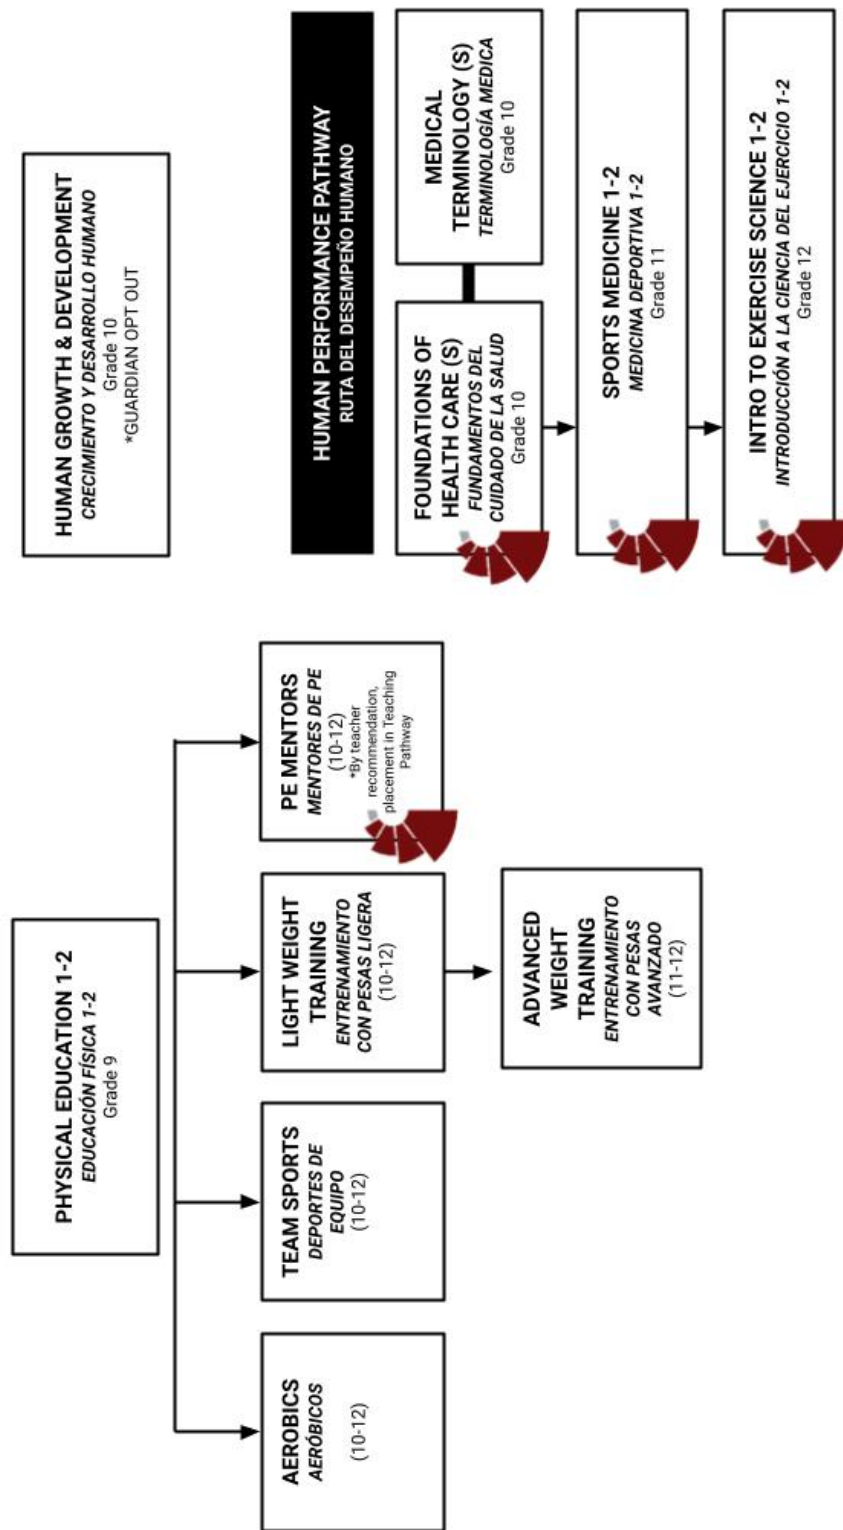 PHYSICAL EDUCATION 1-2
EDUCACIÓN FÍSICA 1-2
Grade 9
AEROBICS
AERÓBICOS
(10-12)
TEAM SPORTS
DEPORTES DE
EQUIPO
(10-12)
LIGHT WEIGHT
TRAINING
ENTRENAMIENTO
CON PESAS LIGERA
(10-12)
PE MENTORS
MENTORES DE PE
(10-12)
*By teacher
recommendation,
placement in Teaching
Pathway
ADVANCED
WEIGHT
TRAINING
ENTRENAMIENTO
CON PESAS
AVANZADO
(11-12)
HUMAN GROWTH & DEVELOPMENT
CRECIMIENTO Y DESARROLLO HUMANO
Grade 10
*GUARDIAN OPT OUT
HUMAN PERFORMANCE PATHWAY
RUTA DEL DESEMPEÑO HUMANO
FOUNDATIONS OF
HEALTH CARE (S)
FUNDAMENTOS DEL
CUIDADO DE LA SALUD
Grade 10
MEDICAL
TERMINOLOGY (S)
TERMINOLOGÍA MEDICA
Grade 10
SPORTS MEDICINE 1-2
MEDICINA DEPORTIVA 1-2
Grade 11
INTRO TO EXERCISE SCIENCE 1-2
INTRODUCCIÓN A LA CIENCIA DEL EJERCICIO 1-2
Grade 12